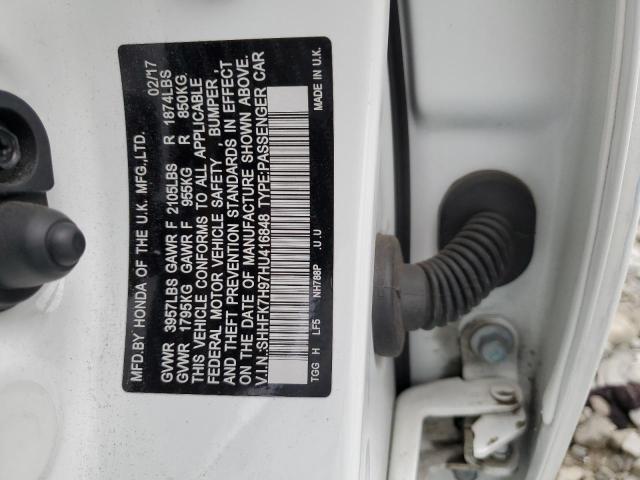 MFD.BY HONDA OF THE U.K. MFG.,LTD. 02/17
GVWR 3957LBS GAWR F 2105LBS R 1874LBS
GVWR 1795KG GAWR F 955KG R 850KG
THIS VEHICLE CONFORMS TO ALL APPLICABLE
FEDERAL MOTOR VEHICLE SAFETY , BUMPER ,
AND THEFT PREVENTION STANDARDS IN EFFECT
ON THE DATE OF MANUFACTURE SHOWN ABOVE.
V.I.N.:SHHFK7H97HU416848 TYPE:PASSENGER CAR
TGG H LF5 NH788P .U.U MADE IN U.K.